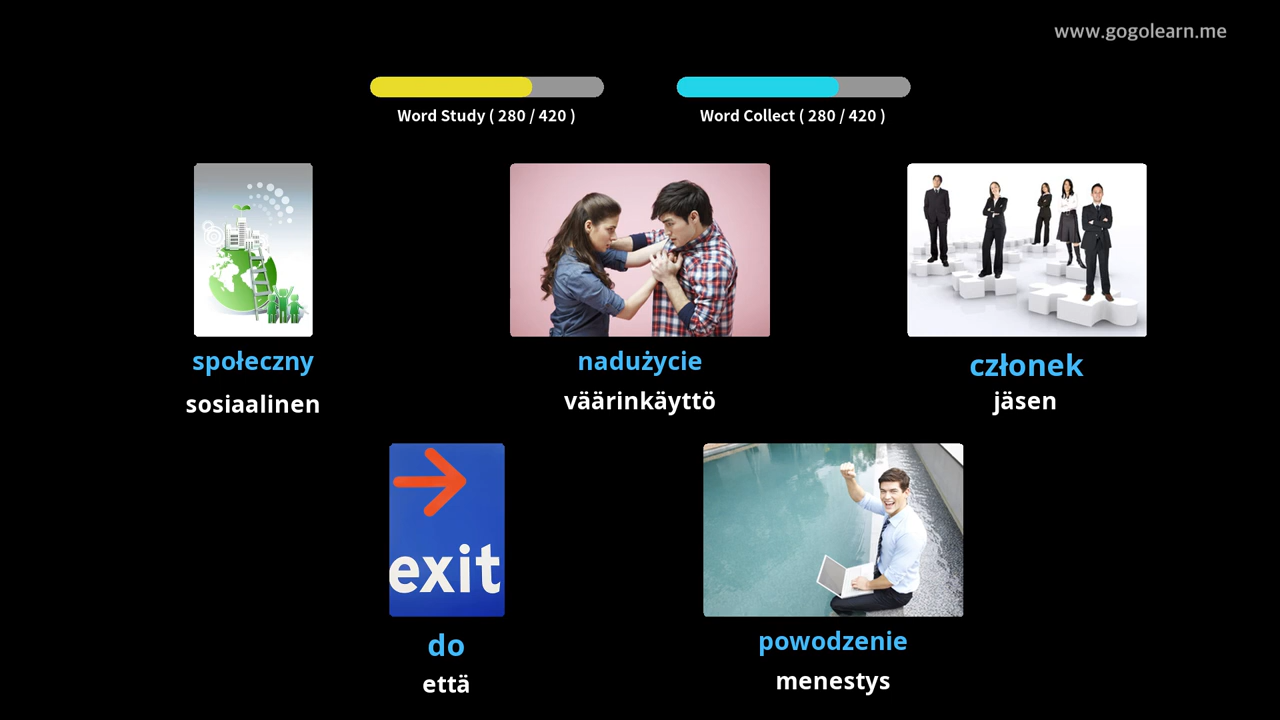 www.gogolearn.me
Word Study ( 280 / 420 )
Word Collect ( 280 / 420 )
społeczny
sosiaalinen
nadużycie
väärinkäyttö
członek
jäsen
exit
do
että
powodzenie
menestys